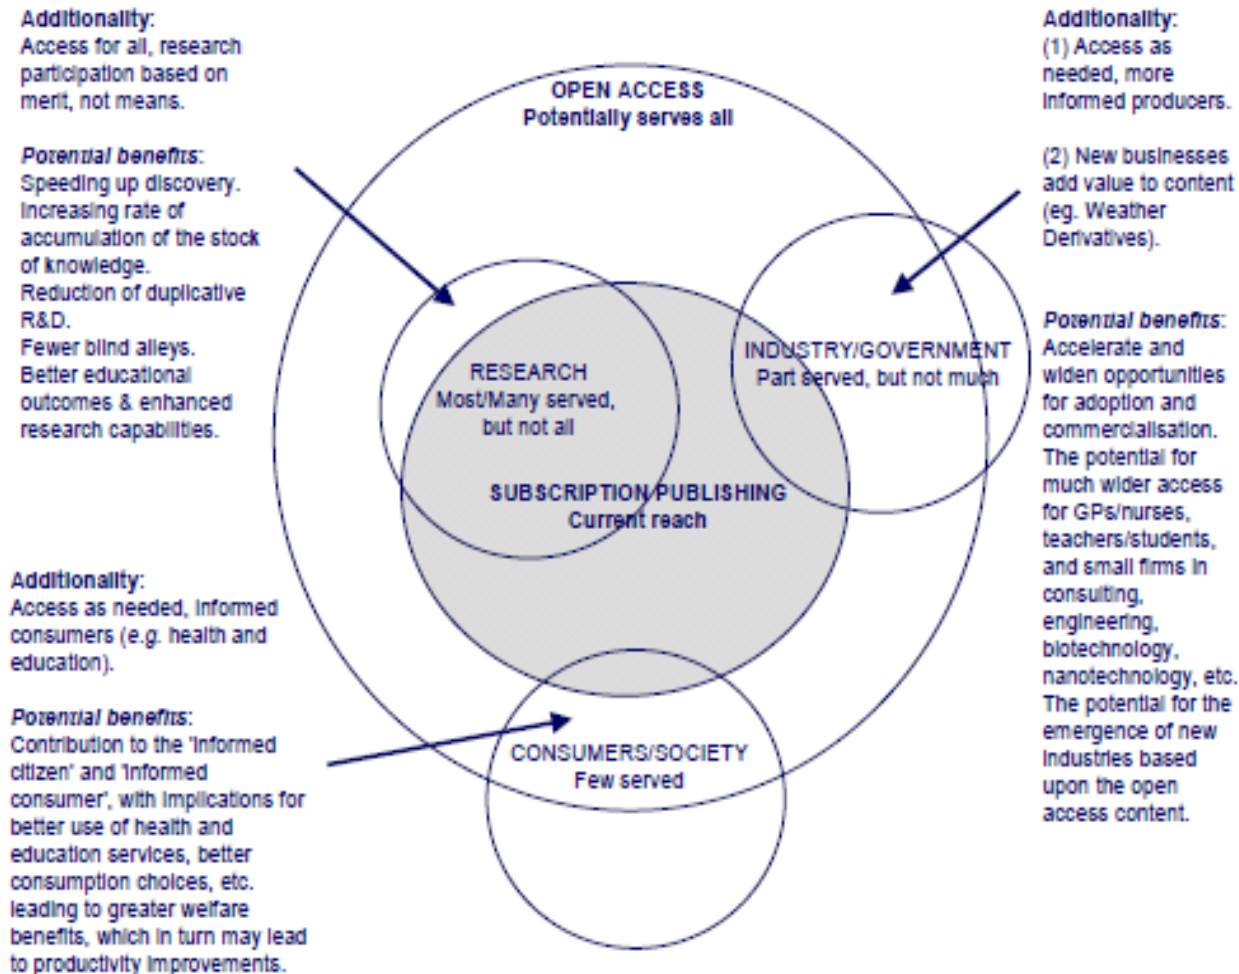 Additionality:
Access for all, research
participation based on
merit, not means.
Potential benefits:
Speeding up discovery.
Increasing rate of
accumulation of the stock
of knowledge.
Reduction of duplicative
R&D.
Fewer blind alleys.
Better educational
outcomes & enhanced
research capabilities.
OPEN ACCESS
Potentially serves all
Additionality:
(1) Access as
needed, more
informed producers.
(2) New businesses
add value to content
(eg. Weather
Derivatives).
Potential benefits:
Accelerate and
widen opportunities
for adoption and
commercialisation.
The potential for
much wider access
for GPs/nurses,
teachers/students,
and small firms in
consulting,
engineering,
biotechnology,
nanotechnology, etc.
The potential for the
emergence of new
industries based
upon the open
access content.
RESEARCH
Most/Many served,
but not all
INDUSTRY/GOVERNMENT
Part served, but not much
SUBSCRIPTION PUBLISHING
Current reach
Additionality:
Access as needed, informed
consumers (e.g. health and
education).
Potential benefits:
Contribution to the 'informed
citizen' and 'informed
consumer', with implications for
better use of health and
education services, better
consumption choices, etc.
leading to greater welfare
benefits, which in turn may lead
to productivity improvements.
CONSUMERS/SOCIETY
Few served